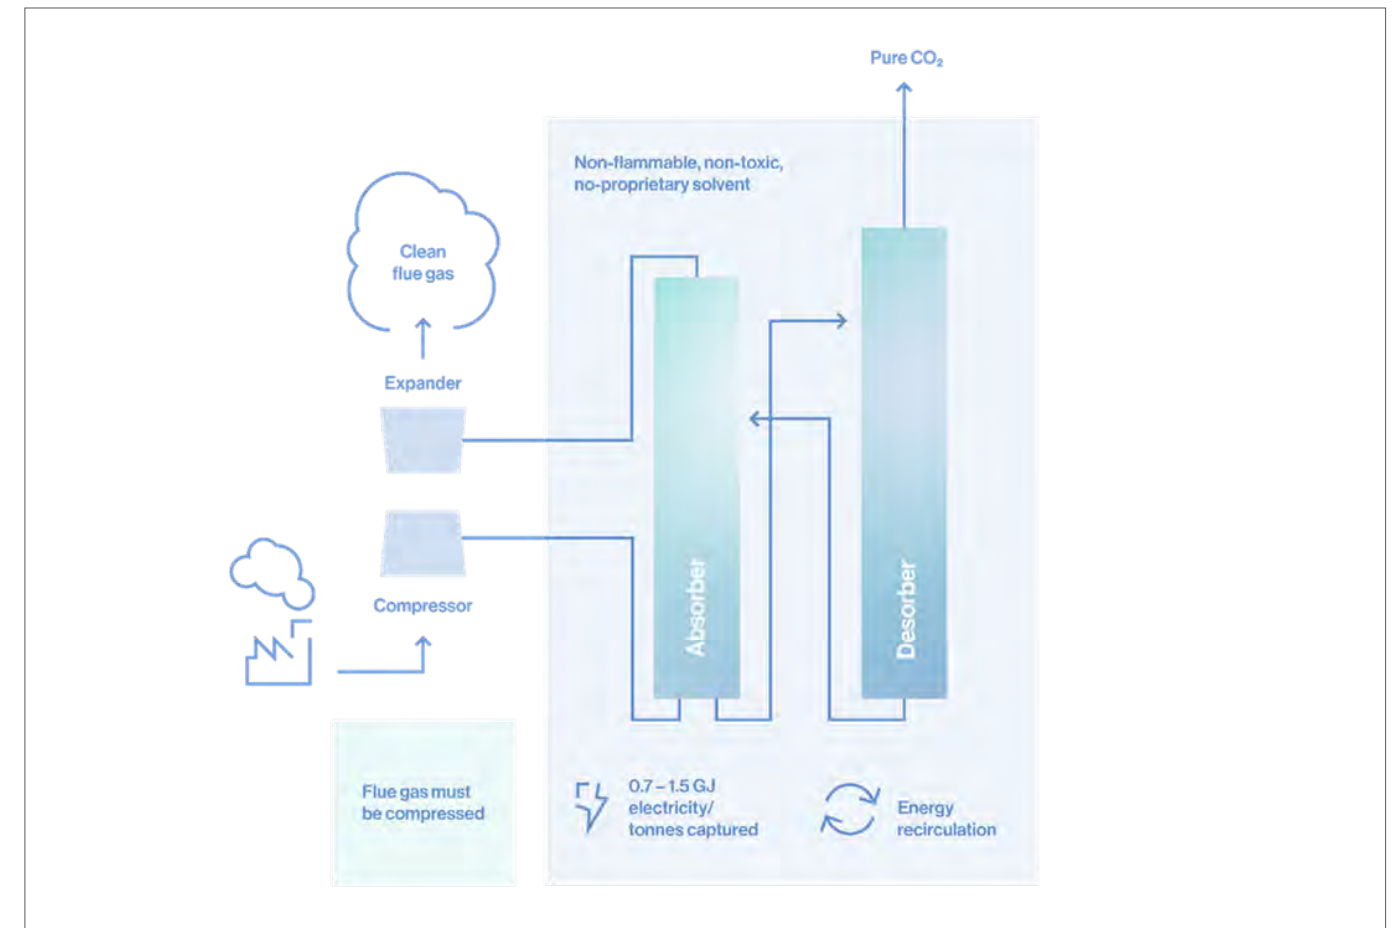 Pure CO₂
Non-flammable, non-toxic,
no-proprietary solvent
Clean
flue gas
Expander
Compressor
Absorber
Desorber
Flue gas must
be compressed
0.7 – 1.5 GJ
electricity/
tonnes captured
Energy
recirculation